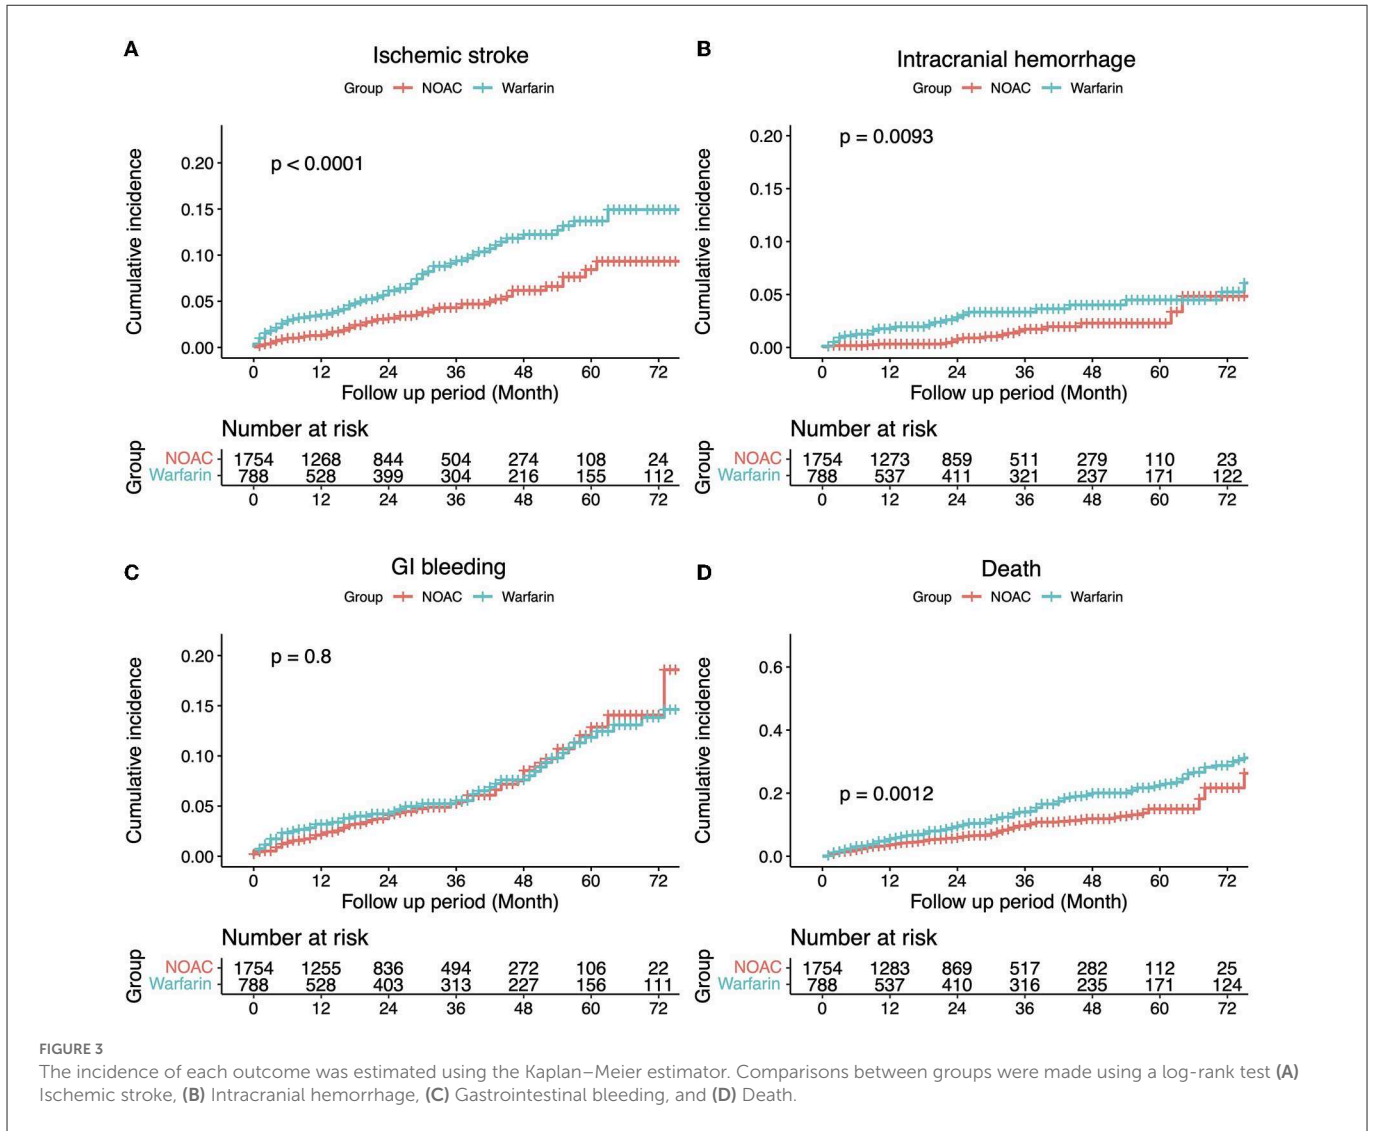 A
Ischemic stroke
Group NOAC Warfarin
Cumulative incidence
0.20
0.15
0.10
0.05
0.00
p < 0.0001
0 12 24 36 48 60 72
Follow up period (Month)
Number at risk
Group
NOAC 1754 1268 844 504 274 108 24
Warfarin 788 528 399 304 216 155 112
0 12 24 36 48 60 72
B
Intracranial hemorrhage
Group NOAC Warfarin
Cumulative incidence
0.20
0.15
0.10
0.05
0.00
p = 0.0093
0 12 24 36 48 60 72
Follow up period (Month)
Number at risk
Group
NOAC 1754 1273 859 511 279 110 23
Warfarin 788 537 411 321 237 171 122
0 12 24 36 48 60 72
C
GI bleeding
Group NOAC Warfarin
Cumulative incidence
0.20
0.15
0.10
0.05
0.00
p = 0.8
0 12 24 36 48 60 72
Follow up period (Month)
Number at risk
Group
NOAC 1754 1255 836 494 272 106 22
Warfarin 788 528 403 313 227 156 111
0 12 24 36 48 60 72
D
Death
Group NOAC Warfarin
Cumulative incidence
0.6
0.4
0.2
0.0
p = 0.0012
0 12 24 36 48 60 72
Follow up period (Month)
Number at risk
Group
NOAC 1754 1283 869 517 282 112 25
Warfarin 788 537 410 316 235 171 124
0 12 24 36 48 60 72
FIGURE 3
The incidence of each outcome was estimated using the Kaplan–Meier estimator. Comparisons between groups were made using a log-rank test (A)
Ischemic stroke, (B) Intracranial hemorrhage, (C) Gastrointestinal bleeding, and (D) Death.